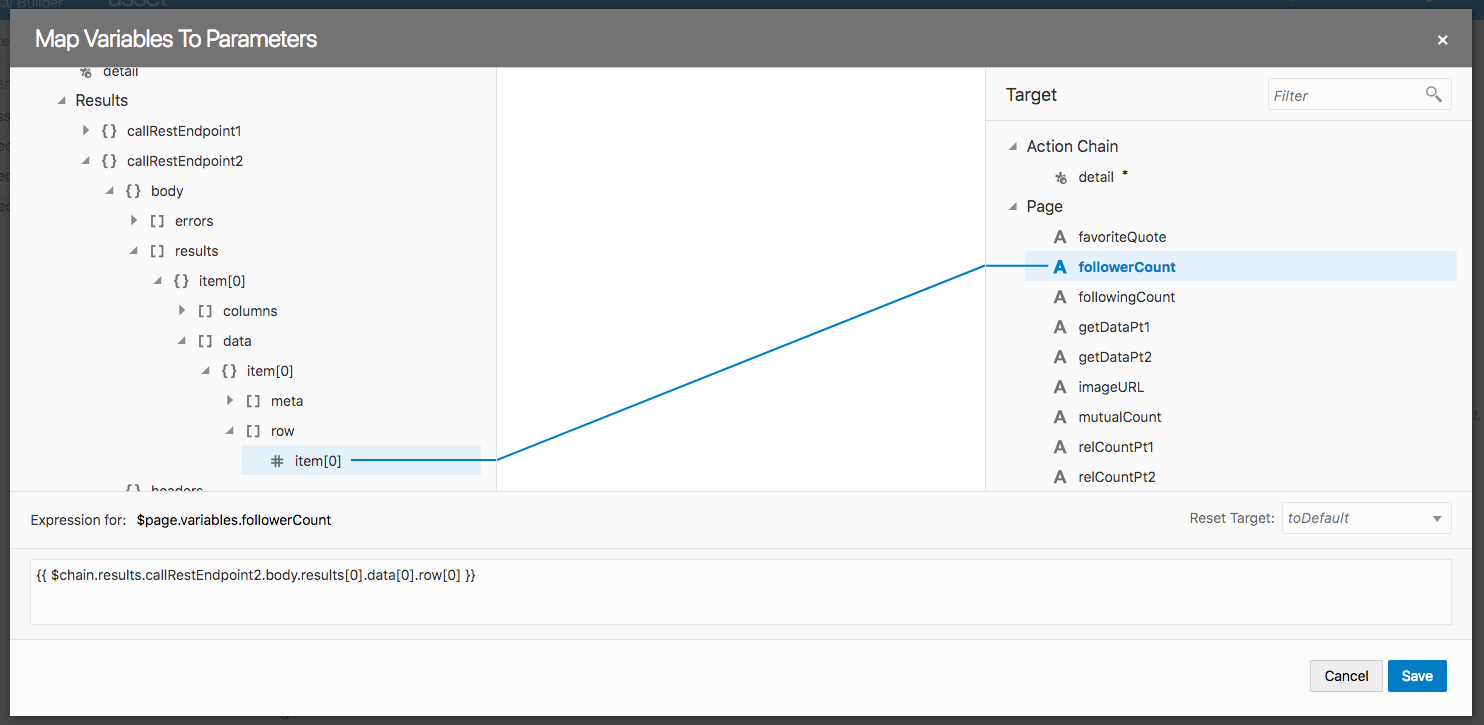 asset
Map Variables To Parameters
×
detail
Results
{} callRestEndpoint1
{} callRestEndpoint2
{} body
[] errors
[] results
{} item[0]
[] columns
[] data
{} item[0]
[] meta
[] row
# item[0]
{} headers
Target
Filter
Action Chain
detail *
Page
A favoriteQuote
A followerCount
A followingCount
A getDataPt1
A getDataPt2
A imageURL
A mutualCount
A relCountPt1
A relCountPt2
Expression for: $page.variables.followerCount
Reset Target: toDefault
{{ $chain.results.callRestEndpoint2.body.results[0].data[0].row[0] }}
Cancel Save